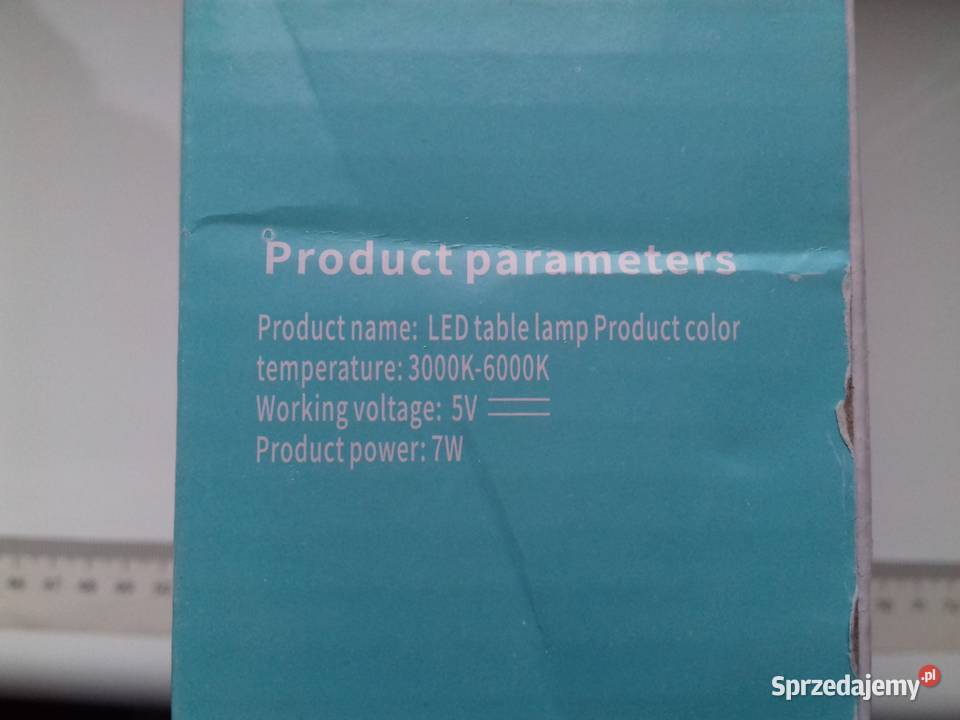 Product parameters
Product name: LED table lamp Product color
temperature: 3000K-6000K
Working voltage: 5V
Product power: 7W
Sprzedajemy.pl